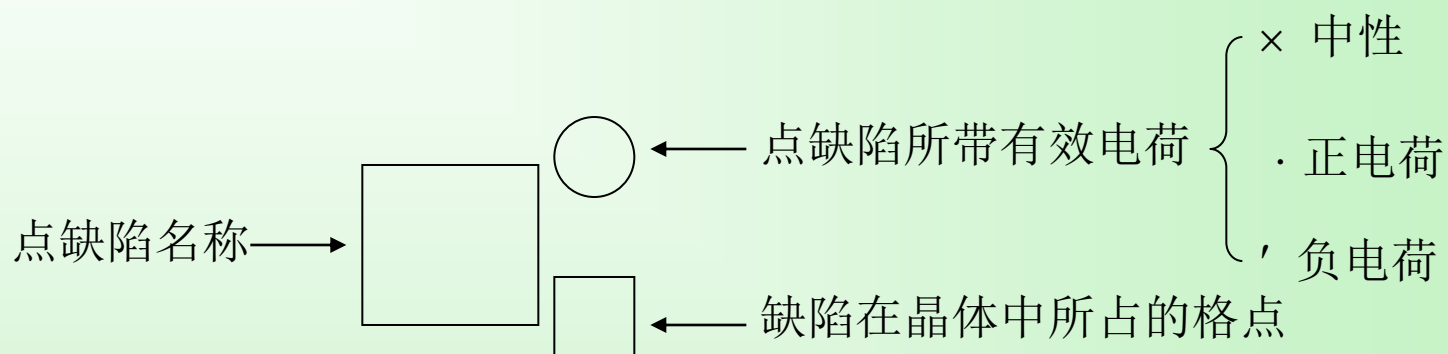 × 中性
点缺陷所带有效电荷
· 正电荷
点缺陷名称
′ 负电荷
缺陷在晶体中所占的格点